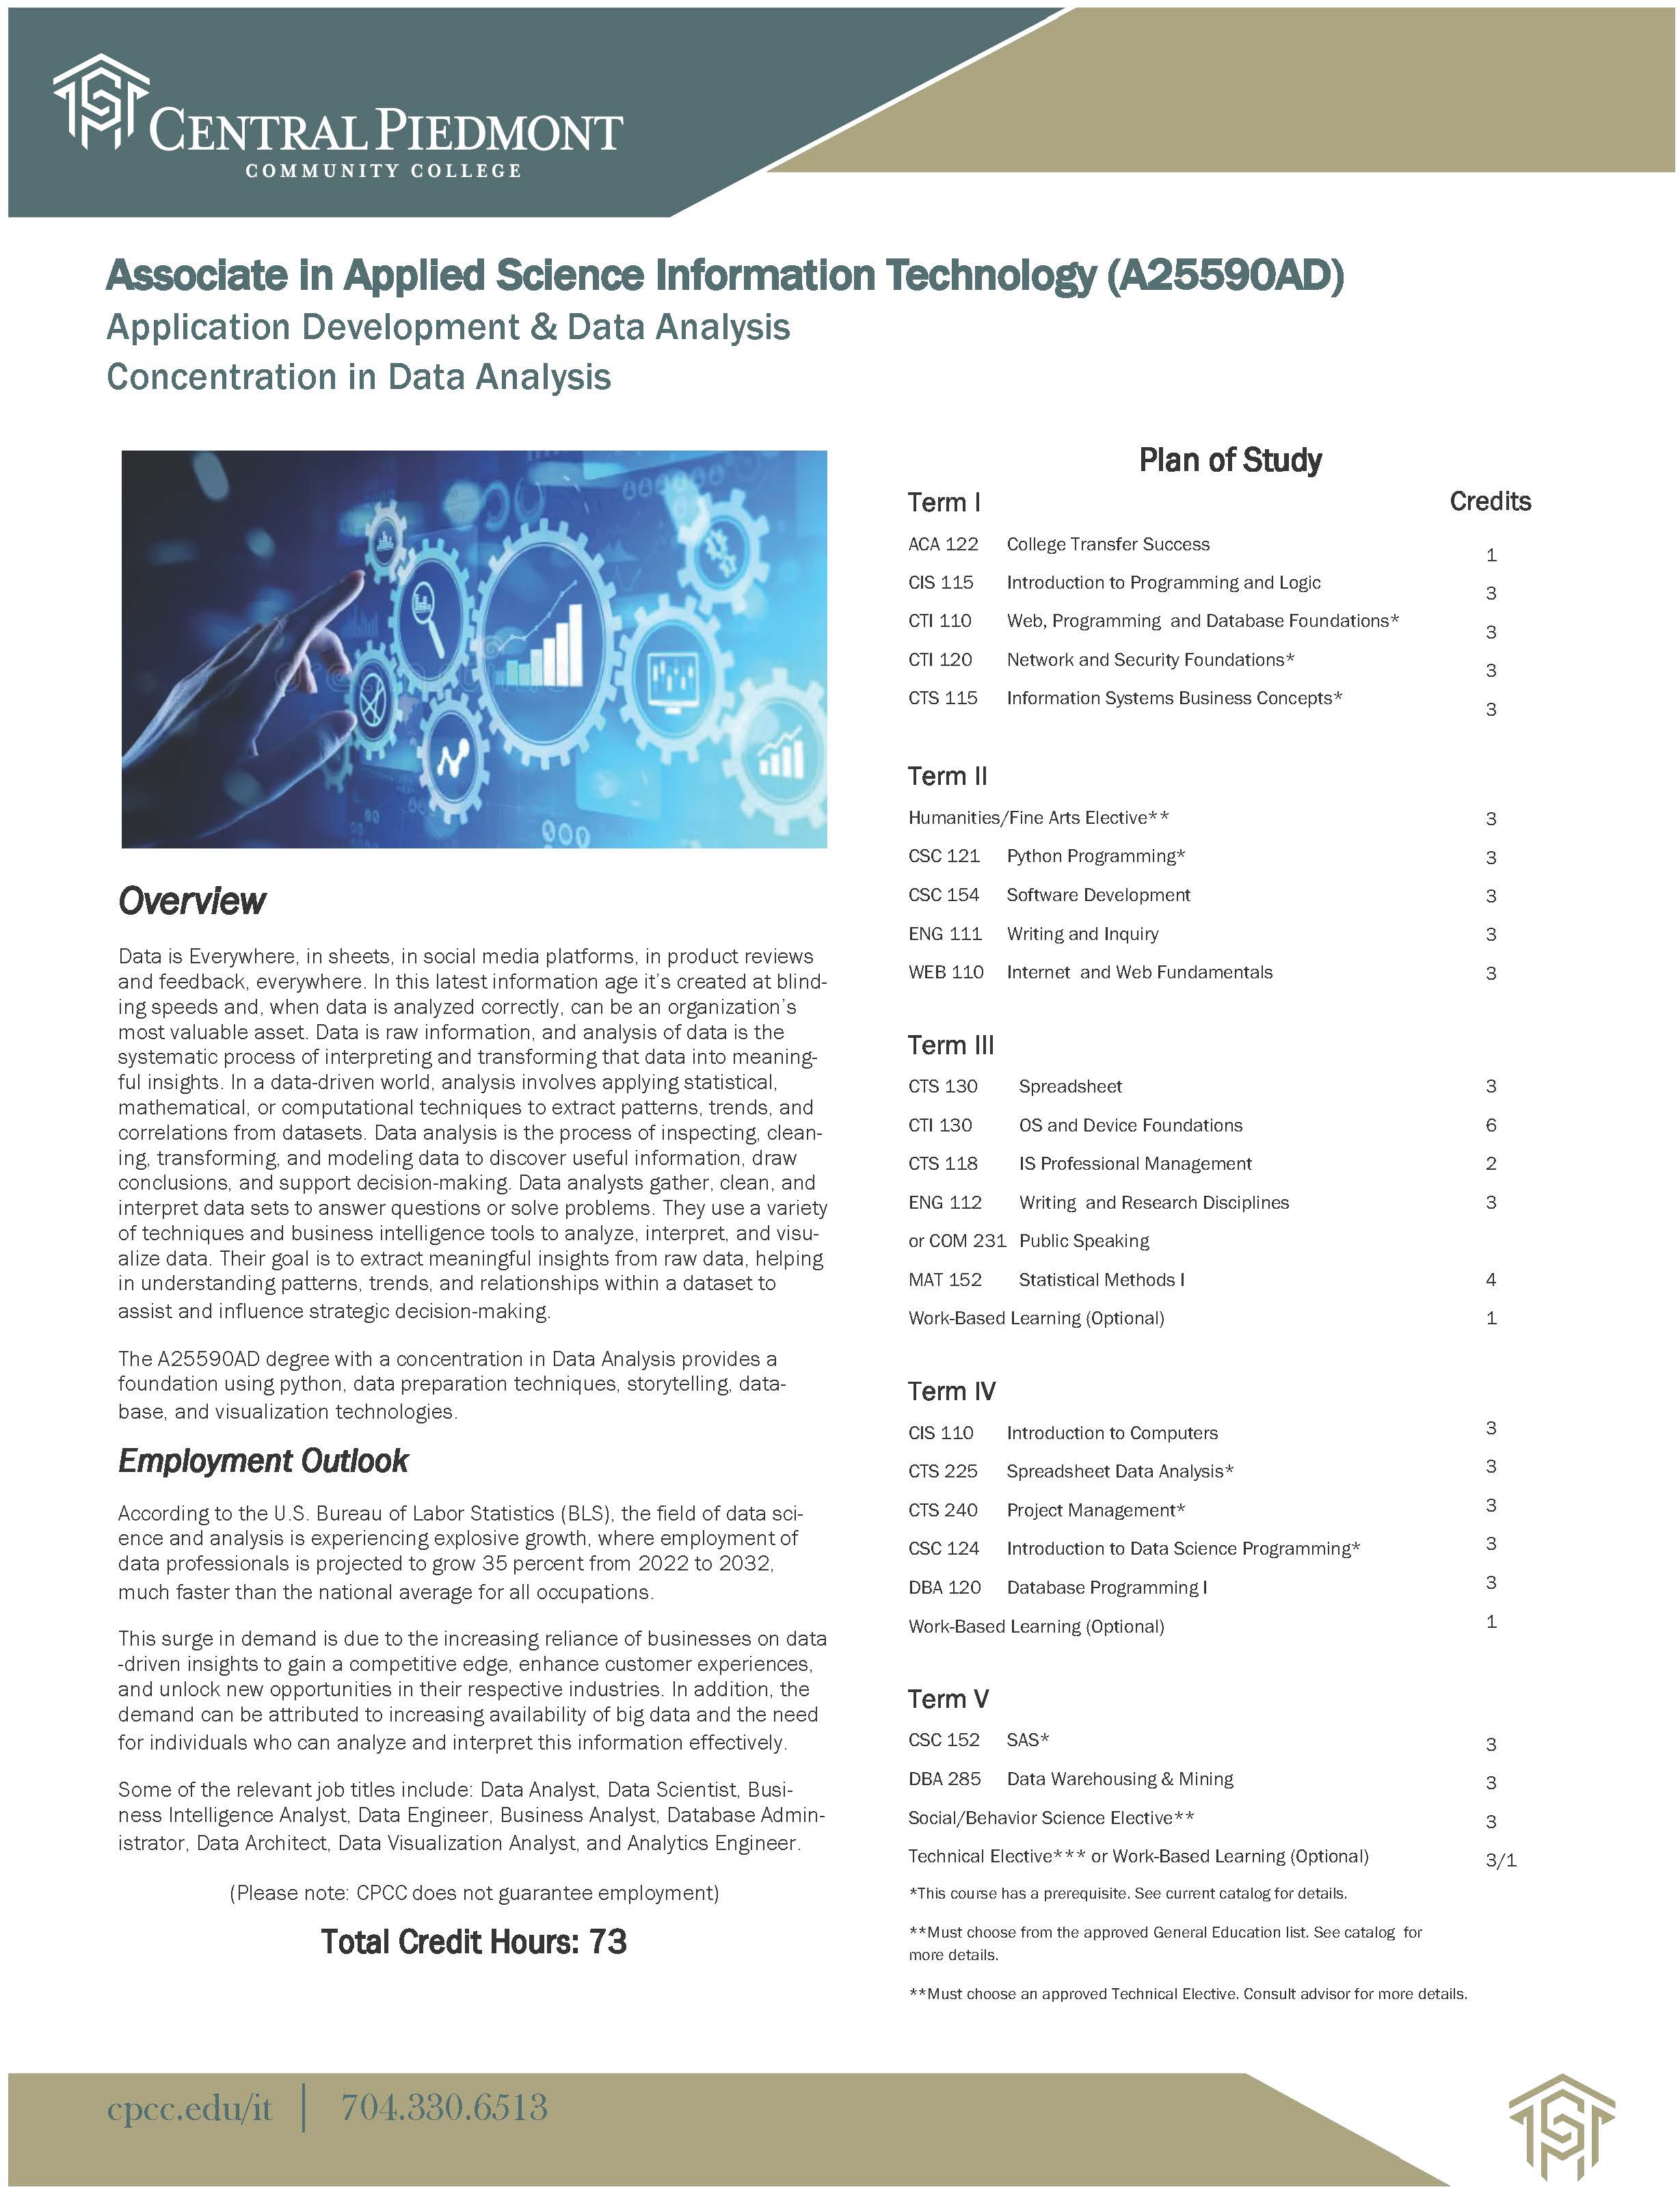 CENTRAL PIEDMONT
COMMUNITY COLLEGE
Associate in Applied Science Information Technology (A25590AD)
Application Development & Data Analysis
Concentration in Data Analysis
Overview
Data is Everywhere, in sheets, in social media platforms, in product reviews
and feedback, everywhere. In this latest information age it's created at blind-
ing speeds and, when data is analyzed correctly, can be an organization's
most valuable asset. Data is raw information, and analysis of data is the
systematic process of interpreting and transforming that data into meaning-
ful insights. In a data-driven world, analysis involves applying statistical,
mathematical, or computational techniques to extract patterns, trends, and
correlations from datasets. Data analysis is the process of inspecting, clean-
ing, transforming, and modeling data to discover useful information, draw
conclusions, and support decision-making. Data analysts gather, clean, and
interpret data sets to answer questions or solve problems. They use a variety
of techniques and business intelligence tools to analyze, interpret, and visu-
alize data. Their goal is to extract meaningful insights from raw data, helping
in understanding patterns, trends, and relationships within a dataset to
assist and influence strategic decision-making.
The A25590AD degree with a concentration in Data Analysis provides a
foundation using python, data preparation techniques, storytelling, data-
base, and visualization technologies.
Employment Outlook
According to the U.S. Bureau of Labor Statistics (BLS), the field of data sci-
ence and analysis is experiencing explosive growth, where employment of
data professionals is projected to grow 35 percent from 2022 to 2032,
much faster than the national average for all occupations.
This surge in demand is due to the increasing reliance of businesses on data
-driven insights to gain a competitive edge, enhance customer experiences,
and unlock new opportunities in their respective industries. In addition, the
demand can be attributed to increasing availability of big data and the need
for individuals who can analyze and interpret this information effectively.
Some of the relevant job titles include: Data Analyst, Data Scientist, Busi-
ness Intelligence Analyst, Data Engineer, Business Analyst, Database Admin-
istrator, Data Architect, Data Visualization Analyst, and Analytics Engineer.
(Please note: CPCC does not guarantee employment)
Total Credit Hours: 73
Plan of Study
Term I Credits
ACA 122 College Transfer Success 1
CIS 115 Introduction to Programming and Logic 3
CTI 110 Web, Programming and Database Foundations* 3
CTI 120 Network and Security Foundations* 3
CTS 115 Information Systems Business Concepts* 3
Term II
Humanities/Fine Arts Elective** 3
CSC 121 Python Programming* 3
CSC 154 Software Development 3
ENG 111 Writing and Inquiry 3
WEB 110 Internet and Web Fundamentals 3
Term III
CTS 130 Spreadsheet 3
CTI 130 OS and Device Foundations 6
CTS 118 IS Professional Management 2
ENG 112 Writing and Research Disciplines 3
or COM 231 Public Speaking
MAT 152 Statistical Methods I 4
Work-Based Learning (Optional) 1
Term IV
CIS 110 Introduction to Computers 3
CTS 225 Spreadsheet Data Analysis* 3
CTS 240 Project Management* 3
CSC 124 Introduction to Data Science Programming* 3
DBA 120 Database Programming I 3
Work-Based Learning (Optional) 1
Term V
CSC 152 SAS* 3
DBA 285 Data Warehousing & Mining 3
Social/Behavior Science Elective** 3
Technical Elective*** or Work-Based Learning (Optional) 3/1
*This course has a prerequisite. See current catalog for details.
**Must choose from the approved General Education list. See catalog for
more details.
**Must choose an approved Technical Elective. Consult advisor for more details.
cpcc.edu/it | 704.330.6513